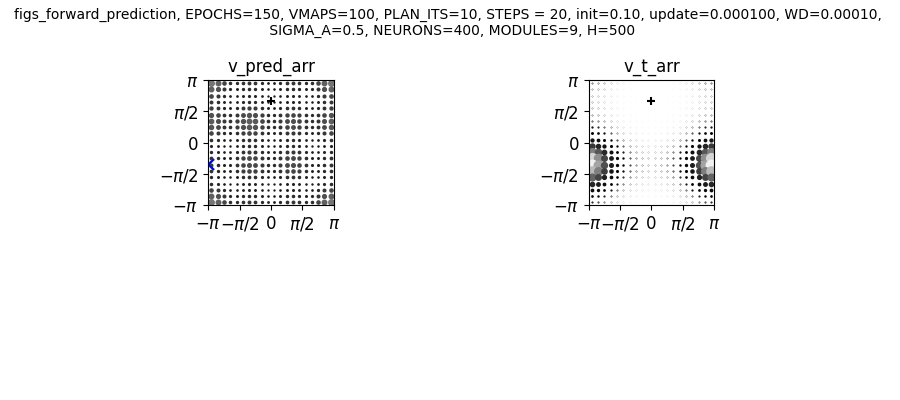 figs_forward_prediction, EPOCHS=150, VMAPS=100, PLAN_ITS=10, STEPS = 20, init=0.10, update=0.000100, WD=0.00010,
SIGMA_A=0.5, NEURONS=400, MODULES=9, H=500
v_pred_arr
π
π/2
0
−π/2
−π
−π −π/2 0 π/2 π
v_t_arr
π
π/2
0
−π/2
−π
−π −π/2 0 π/2 π